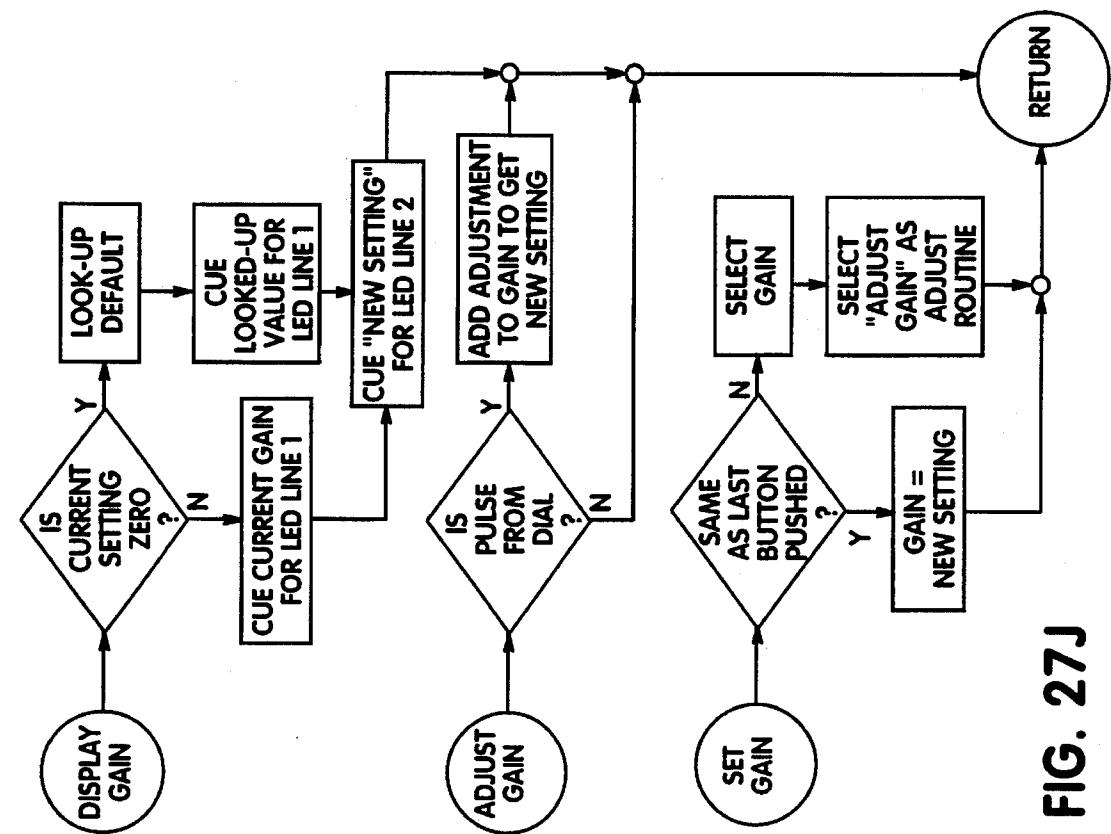 DISPLAY
GAIN
IS
CURRENT
SETTING
ZERO
?
Y
N
LOOK-UP
DEFAULT
CUE
LOOKED-UP
VALUE FOR
LED LINE 1
CUE CURRENT GAIN
FOR LED LINE 1
CUE "NEW SETTING"
FOR LED LINE 2
ADJUST
GAIN
IS
PULSE
FROM
DIAL
?
Y
N
ADD ADJUSTMENT
TO GAIN TO GET
NEW SETTING
SET
GAIN
SAME
AS LAST
BUTTON
PUSHED
?
N
Y
SELECT
GAIN
SELECT
"ADJUST
GAIN" AS
ADJUST
ROUTINE
GAIN =
NEW SETTING
RETURN
FIG. 27J